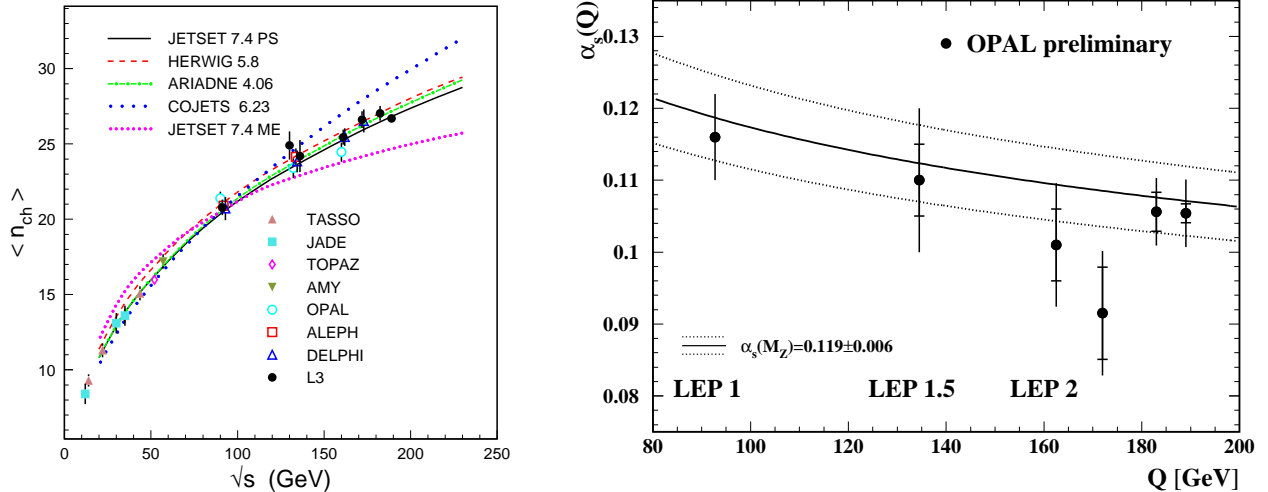 JETSET 7.4 PS
HERWIG 5.8
ARIADNE 4.06
COJETS 6.23
JETSET 7.4 ME
TASSO
JADE
TOPAZ
AMY
OPAL
ALEPH
DELPHI
L3
< n_ch >
10
15
20
25
30
0
50
100
150
200
250
√s (GeV)
α_s(Q)
0.13
0.12
0.11
0.1
0.09
0.08
OPAL preliminary
α_s(M_Z)=0.119±0.006
LEP 1
LEP 1.5
LEP 2
80
100
120
140
160
180
200
Q [GeV]